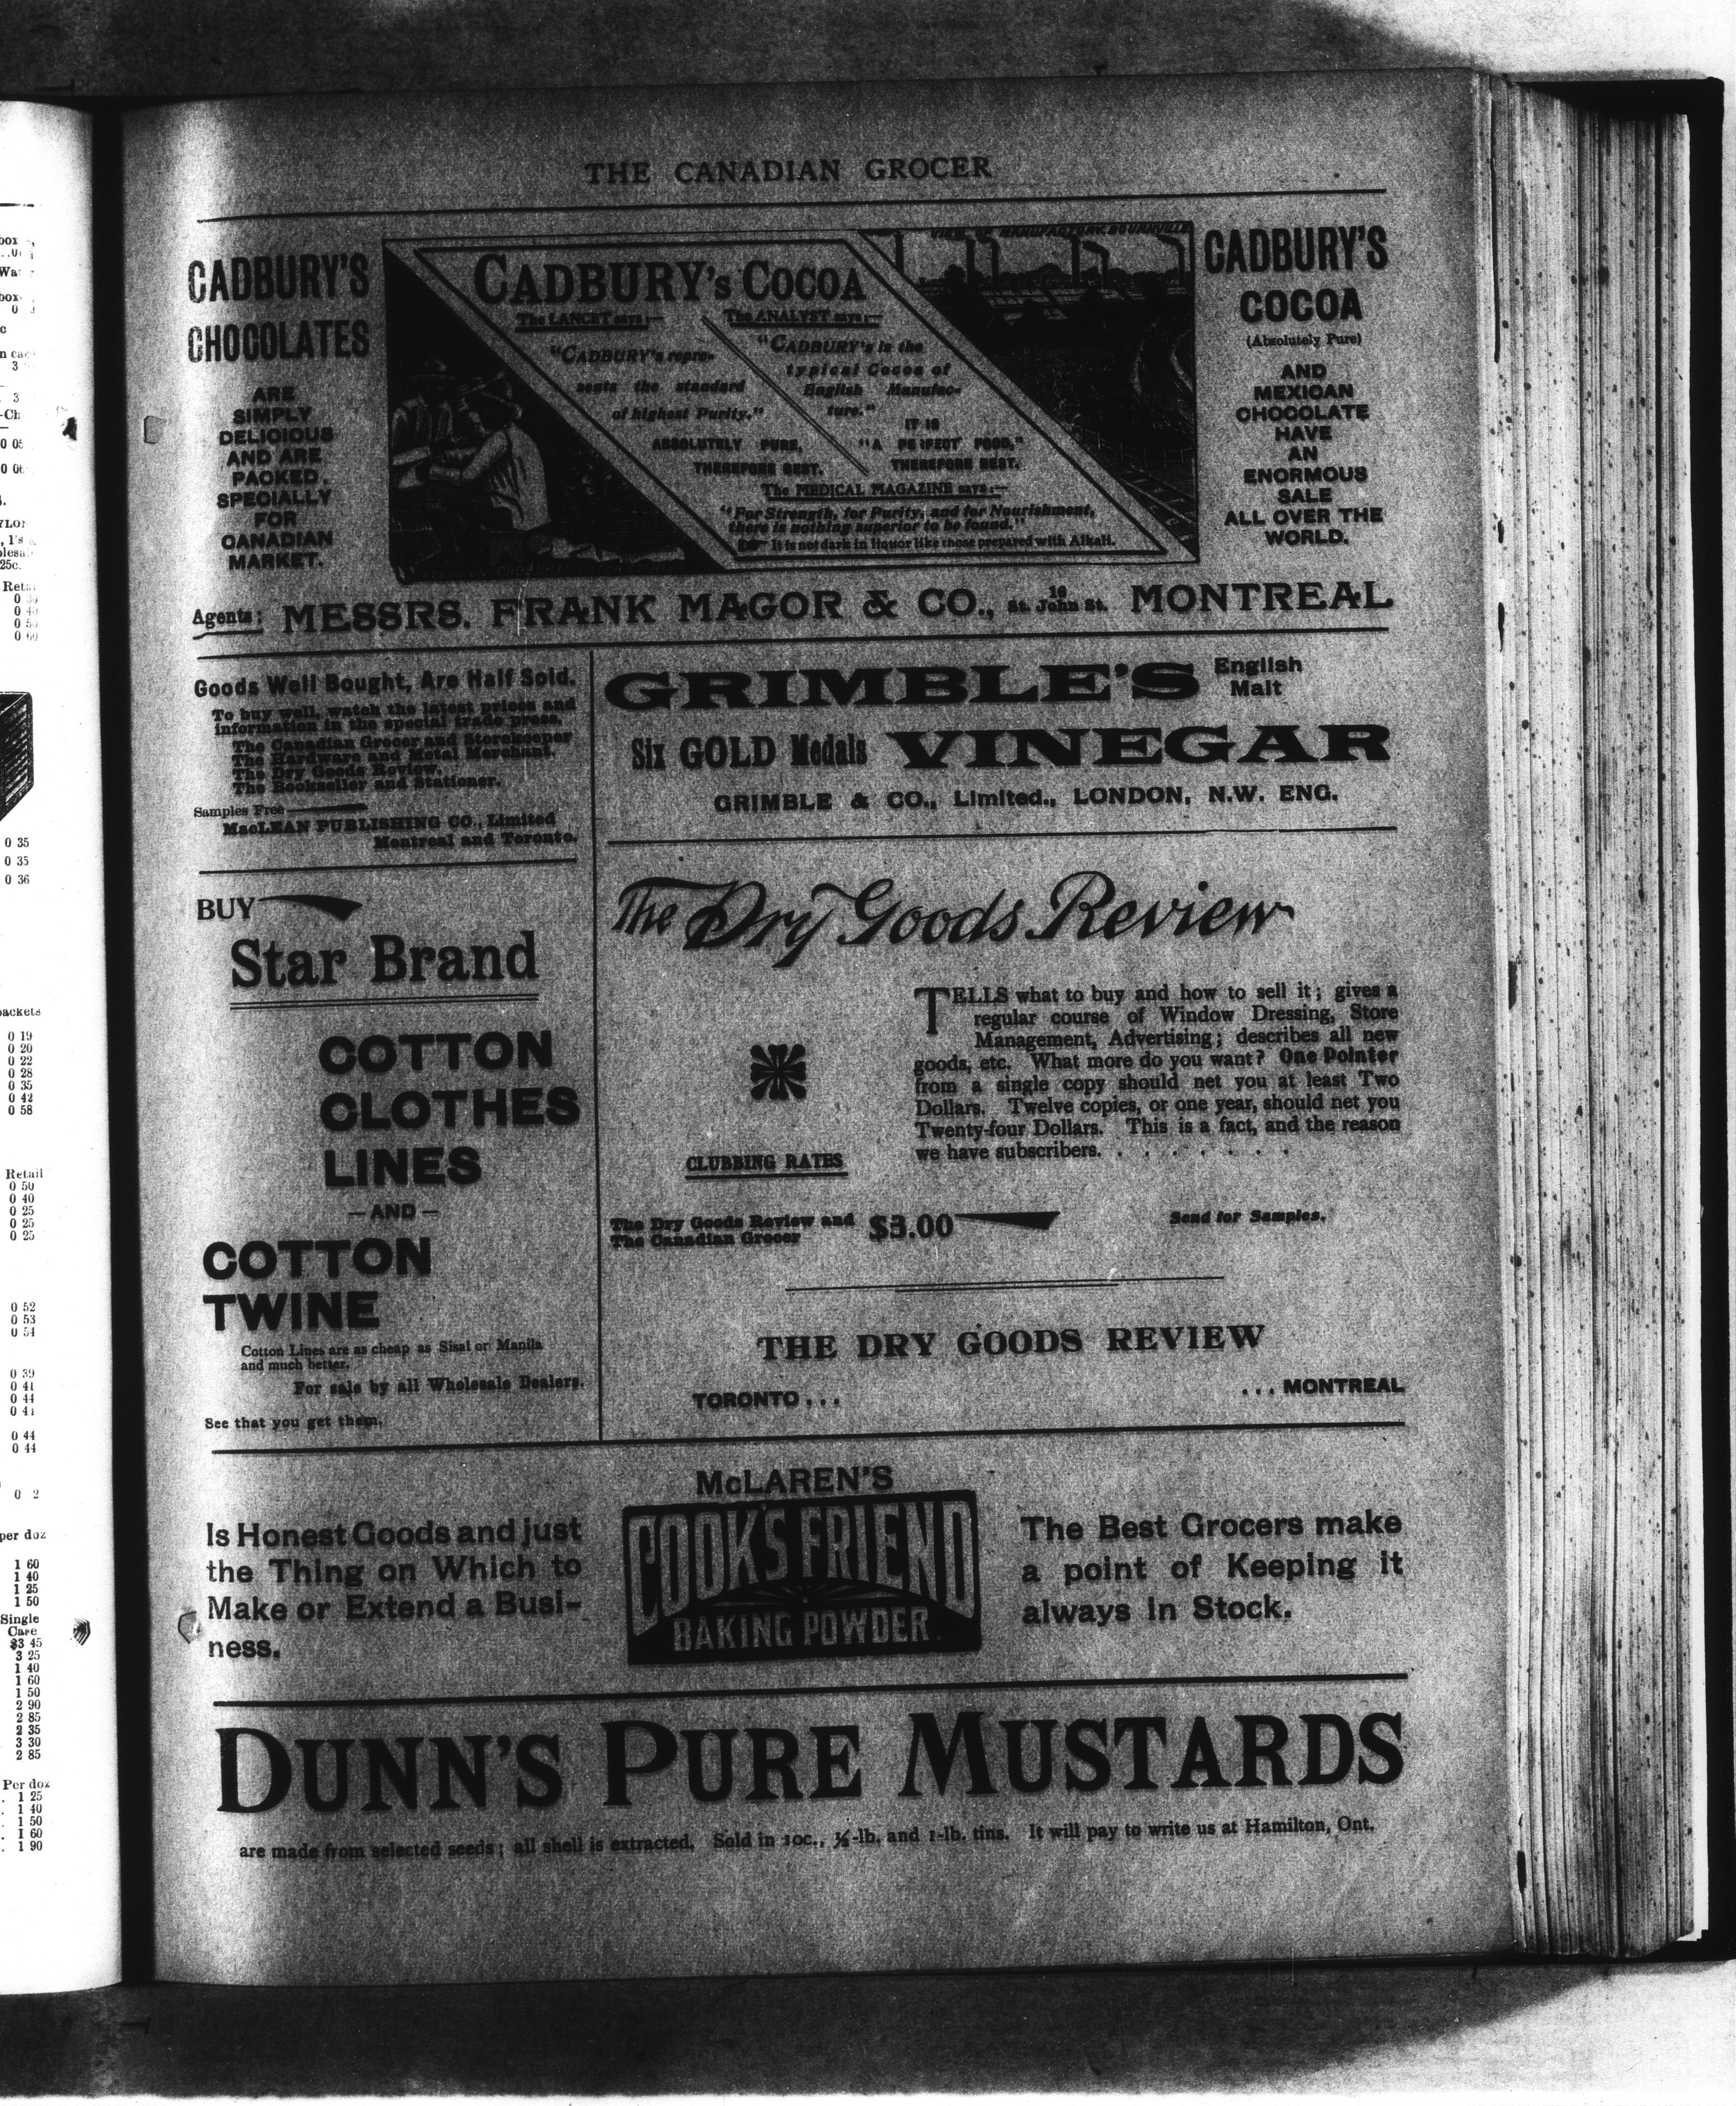 THE CANADIAN GROCER
CADBURY'S
CHOCOLATES
ARE
SIMPLY
DELICIOUS
AND ARE
PACKED
SPECIALLY
FOR
CANADIAN
MARKET.
VIEW OF MANUFACTORY, BOURNVILLE
CADBURY's COCOA
The LANCET says:—
"CADBURY's repre-
sents the standard
of highest Purity."
ABSOLUTELY PURE,
THEREFORE BEST.
The ANALYST says:—
"CADBURY's is the
typical Cocoa of
English Manufac-
ture."
IT IS
"A PERFECT FOOD,"
THEREFORE BEST.
The MEDICAL MAGAZINE says:—
"For Strength, for Purity, and for Nourishment,
there is nothing superior to be found."
It is not dark in liquor like those prepared with Alkali.
CADBURY'S
COCOA
(Absolutely Pure)
AND
MEXICAN
CHOCOLATE
HAVE
AN
ENORMOUS
SALE
ALL OVER THE
WORLD.
Agents: MESSRS. FRANK MAGOR & CO., 16 St. John St. MONTREAL
Goods Well Bought, Are Half Sold.
To buy well, watch the latest prices and
information in the special trade press.
The Canadian Grocer and Storekeeper
The Hardware and Metal Merchant.
The Dry Goods Review.
The Bookseller and Stationer.
Samples Free
MacLEAN PUBLISHING CO., Limited
Montreal and Toronto.
GRIMBLE'S English
Malt
Six GOLD Medals VINEGAR
GRIMBLE & CO., Limited., LONDON, N.W. ENG.
BUY
Star Brand
COTTON
CLOTHES
LINES
— AND —
COTTON
TWINE
Cotton Lines are as cheap as Sisal or Manila
and much better.
For sale by all Wholesale Dealers.
See that you get them.
The Dry Goods Review
TELLS what to buy and how to sell it; gives a
regular course of Window Dressing, Store
Management, Advertising; describes all new
goods, etc. What more do you want? One Pointer
from a single copy should net you at least Two
Dollars. Twelve copies, or one year, should net you
Twenty-four Dollars. This is a fact, and the reason
we have subscribers. . . . . . . .
CLUBBING RATES
The Dry Goods Review and
The Canadian Grocer $3.00
Send for Samples.
THE DRY GOODS REVIEW
TORONTO . . .
. . . MONTREAL
Is Honest Goods and just
the Thing on Which to
Make or Extend a Busi-
ness.
McLAREN'S
COOK'S FRIEND
BAKING POWDER.
The Best Grocers make
a point of Keeping it
always in Stock.
DUNN'S PURE MUSTARDS
are made from selected seeds; all shell is extracted. Sold in 10c., ½-lb. and 1-lb. tins. It will pay to write us at Hamilton, Ont.